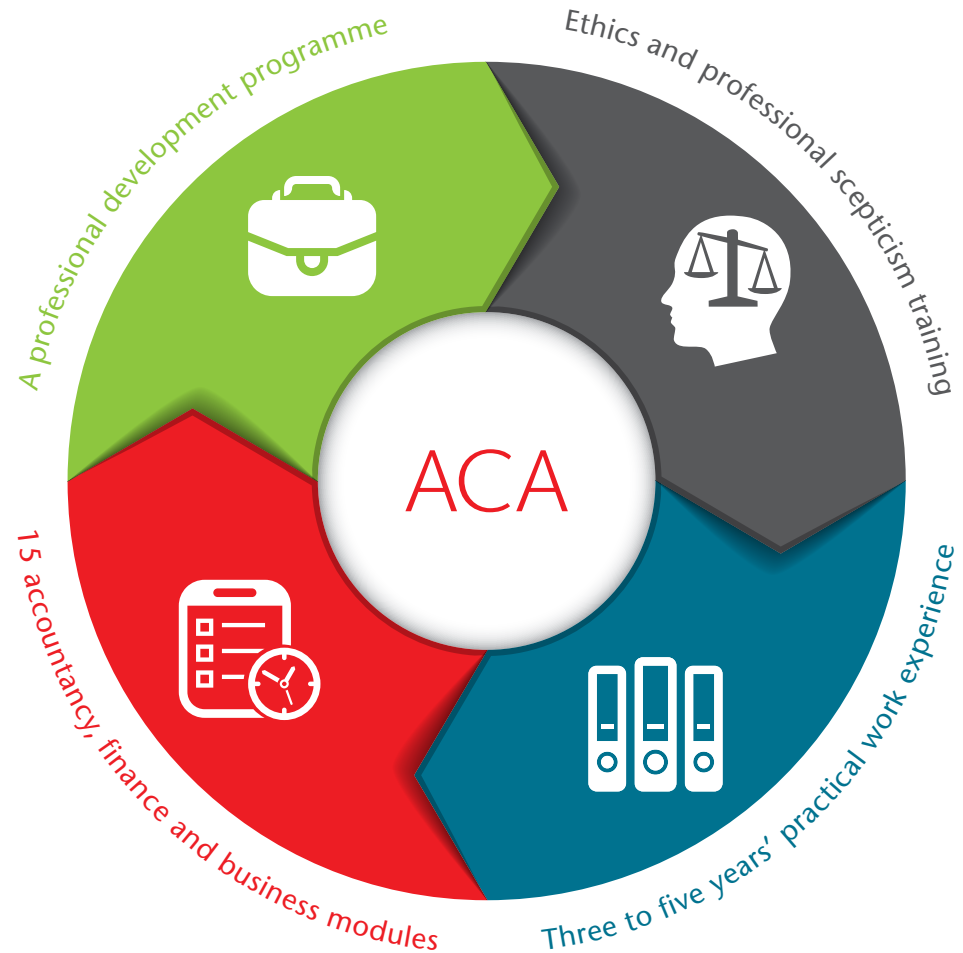 A professional development programme
Ethics and professional scepticism training
ACA
15 accountancy, finance and business modules
Three to five years’ practical work experience